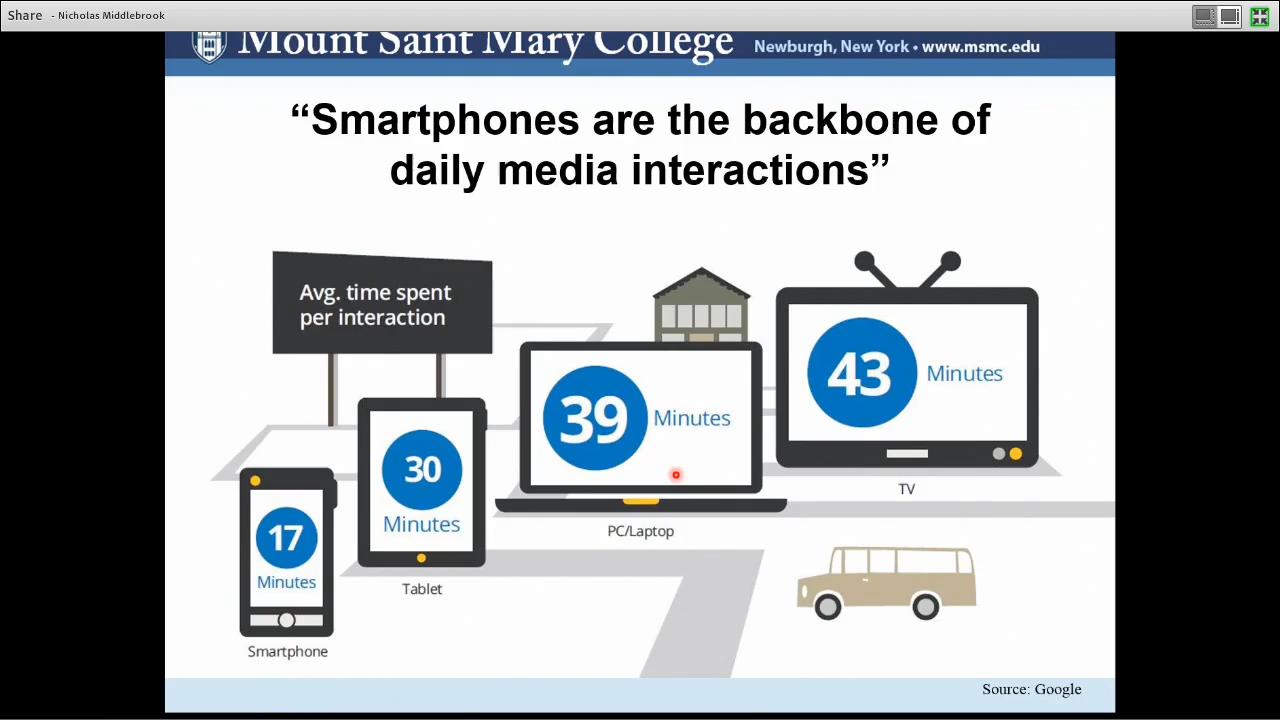 Share - Nicholas Middlebrook
Mount Saint Mary College Newburgh, New York • www.msmc.edu
“Smartphones are the backbone of
daily media interactions”
Avg. time spent
per interaction
17
Minutes
Smartphone
30
Minutes
Tablet
39 Minutes
PC/Laptop
43 Minutes
TV
Source: Google